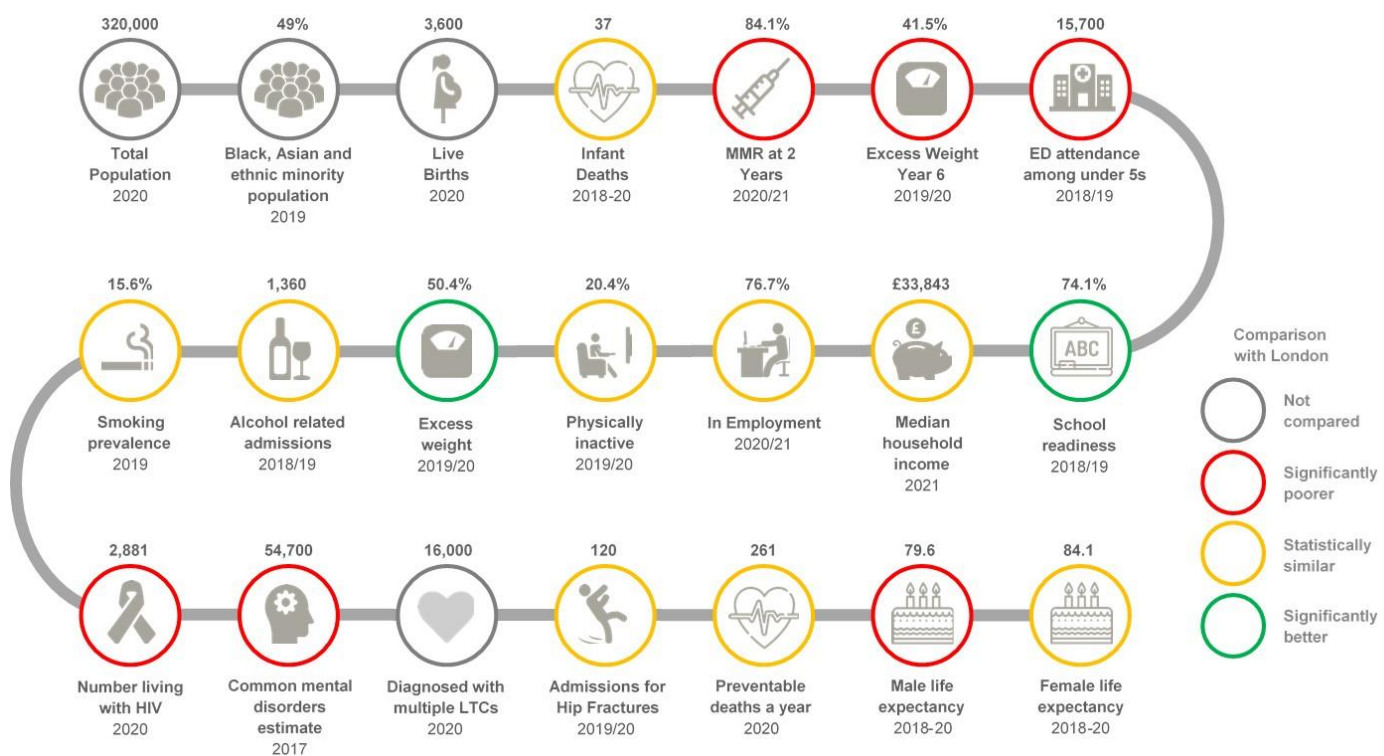 320,000
Total
Population
2020
49%
Black, Asian and
ethnic minority
population
2019
3,600
Live
Births
2020
37
Infant
Deaths
2018-20
84.1%
MMR at 2
Years
2020/21
41.5%
Excess Weight
Year 6
2019/20
15,700
ED attendance
among under 5s
2018/19
15.6%
Smoking
prevalence
2019
1,360
Alcohol related
admissions
2018/19
50.4%
Excess
weight
2019/20
20.4%
Physically
inactive
2019/20
76.7%
In Employment
2020/21
£33,843
£
Median
household
income
2021
74.1%
ABC
School
readiness
2018/19
2,881
Number living
with HIV
2020
54,700
Common mental
disorders
estimate
2017
16,000
Diagnosed with
multiple LTCs
2020
120
Admissions for
Hip Fractures
2019/20
261
Preventable
deaths a year
2020
79.6
Male life
expectancy
2018-20
84.1
Female life
expectancy
2018-20
Comparison
with London
Not
compared
Significantly
poorer
Statistically
similar
Significantly
better